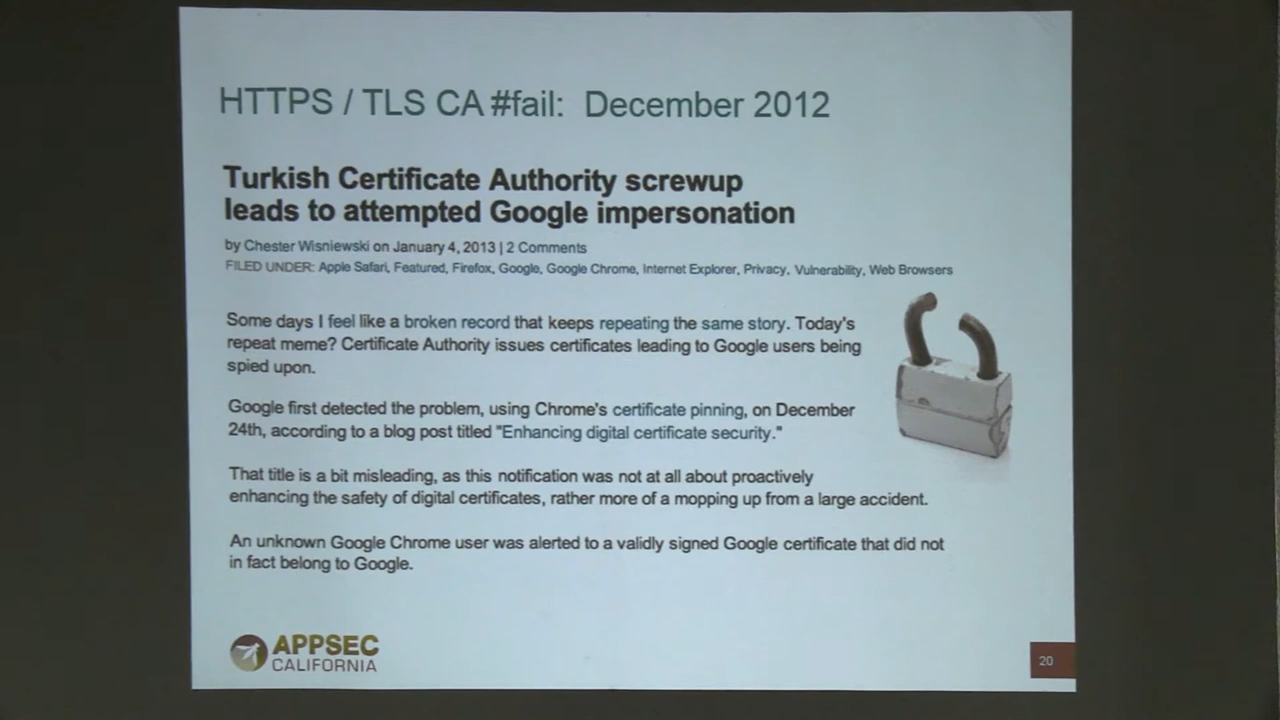 HTTPS / TLS CA #fail: December 2012
Turkish Certificate Authority screwup
leads to attempted Google impersonation
by Chester Wisniewski on January 4, 2013 | 2 Comments
FILED UNDER: Apple Safari, Featured, Firefox, Google, Google Chrome, Internet Explorer, Privacy, Vulnerability, Web Browsers
Some days I feel like a broken record that keeps repeating the same story. Today's
repeat meme? Certificate Authority issues certificates leading to Google users being
spied upon.
Google first detected the problem, using Chrome's certificate pinning, on December
24th, according to a blog post titled "Enhancing digital certificate security."
That title is a bit misleading, as this notification was not at all about proactively
enhancing the safety of digital certificates, rather more of a mopping up from a large accident.
An unknown Google Chrome user was alerted to a validly signed Google certificate that did not
in fact belong to Google.
APPSEC
CALIFORNIA
20